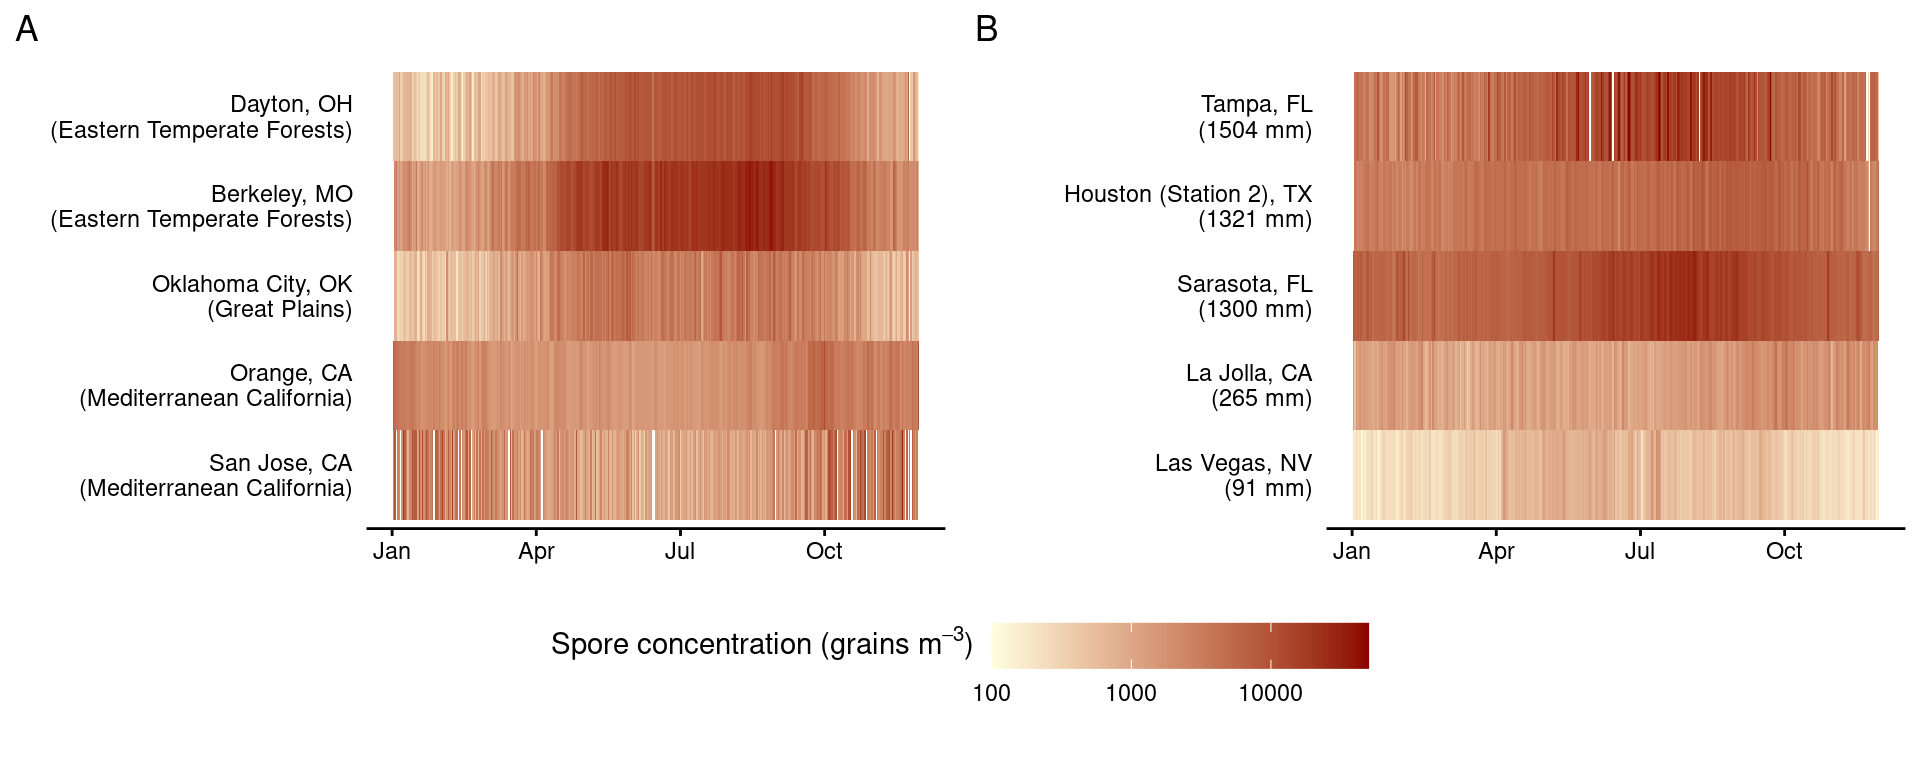 A
Dayton, OH
(Eastern Temperate Forests)
Berkeley, MO
(Eastern Temperate Forests)
Oklahoma City, OK
(Great Plains)
Orange, CA
(Mediterranean California)
San Jose, CA
(Mediterranean California)
Jan Apr Jul Oct
B
Tampa, FL
(1504 mm)
Houston (Station 2), TX
(1321 mm)
Sarasota, FL
(1300 mm)
La Jolla, CA
(265 mm)
Las Vegas, NV
(91 mm)
Jan Apr Jul Oct
Spore concentration (grains m⁻³)
100 1000 10000